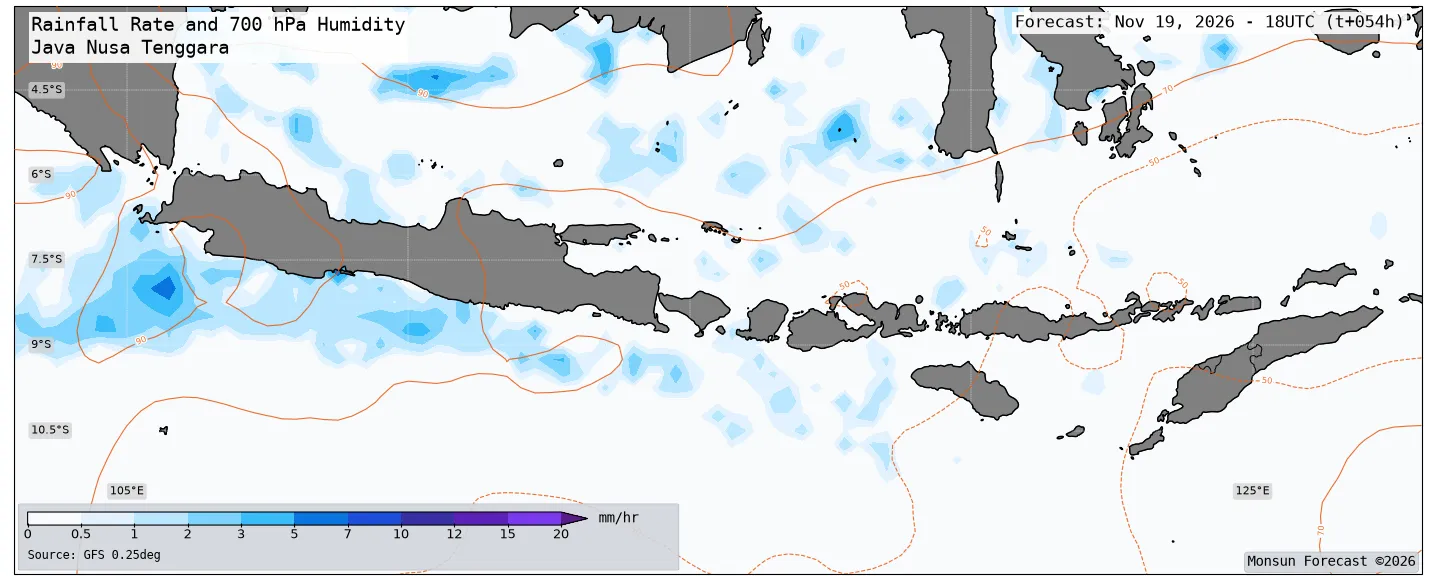 Rainfall Rate and 700 hPa Humidity
Java Nusa Tenggara
Forecast: Nov 19, 2026 - 18UTC (t+054h)
90
90
70
4.5°S
50
6°S
90
50
7.5°S
50
50
90
9°S
50
10.5°S
105°E
125°E
70
mm/hr
0 0.5 1 2 3 5 7 10 12 15 20
Source: GFS 0.25deg
Monsun Forecast ©2026